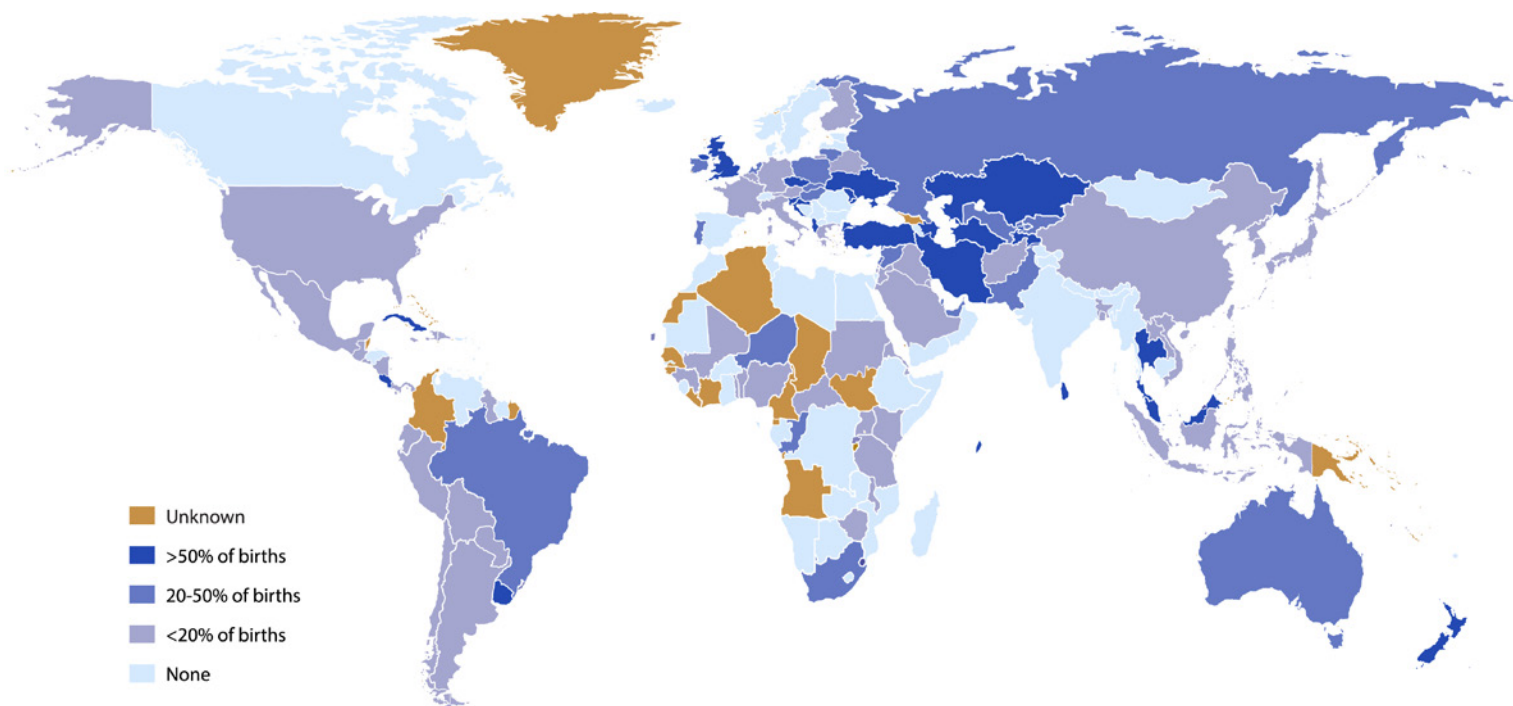 Unknown
>50% of births
20-50% of births
<20% of births
None